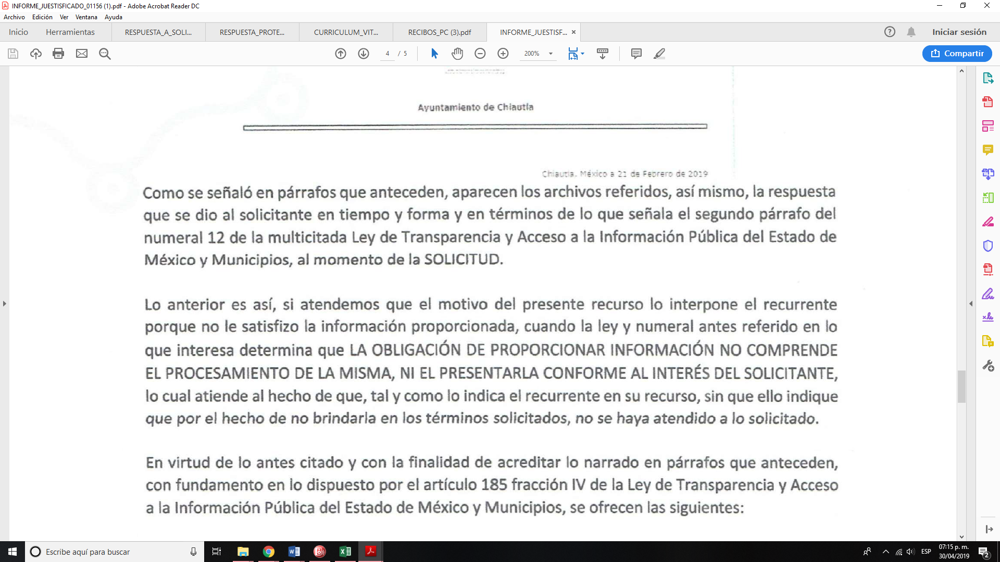 INFORME_JUESTISFICADO_01156 (1).pdf - Adobe Acrobat Reader DC
Archivo Edición Ver Ventana Ayuda
Inicio Herramientas RESPUESTA_A_SOLI... RESPUESTA_PROTE... CURRICULUM_VIT... RECIBOS_PC (3).pdf INFORME_JUESTISF... Iniciar sesión
4 / 5 200% Compartir
Ayuntamiento de Chiautla
Chiautla. México a 21 de Febrero de 2019
Como se señaló en párrafos que anteceden, aparecen los archivos referidos, así mismo, la respuesta
que se dio al solicitante en tiempo y forma y en términos de lo que señala el segundo párrafo del
numeral 12 de la multicitada Ley de Transparencia y Acceso a la Información Pública del Estado de
México y Municipios, al momento de la SOLICITUD.
Lo anterior es así, si atendemos que el motivo del presente recurso lo interpone el recurrente
porque no le satisfizo la información proporcionada, cuando la ley y numeral antes referido en lo
que interesa determina que LA OBLIGACIÓN DE PROPORCIONAR INFORMACIÓN NO COMPRENDE
EL PROCESAMIENTO DE LA MISMA, NI EL PRESENTARLA CONFORME AL INTERÉS DEL SOLICITANTE,
lo cual atiende al hecho de que, tal y como lo indica el recurrente en su recurso, sin que ello indique
que por el hecho de no brindarla en los términos solicitados, no se haya atendido a lo solicitado.
En virtud de lo antes citado y con la finalidad de acreditar lo narrado en párrafos que anteceden,
con fundamento en lo dispuesto por el artículo 185 fracción IV de la Ley de Transparencia y Acceso
a la Información Pública del Estado de México y Municipios, se ofrecen las siguientes:
Escribe aquí para buscar
ESP
07:15 p. m.
30/04/2019
2